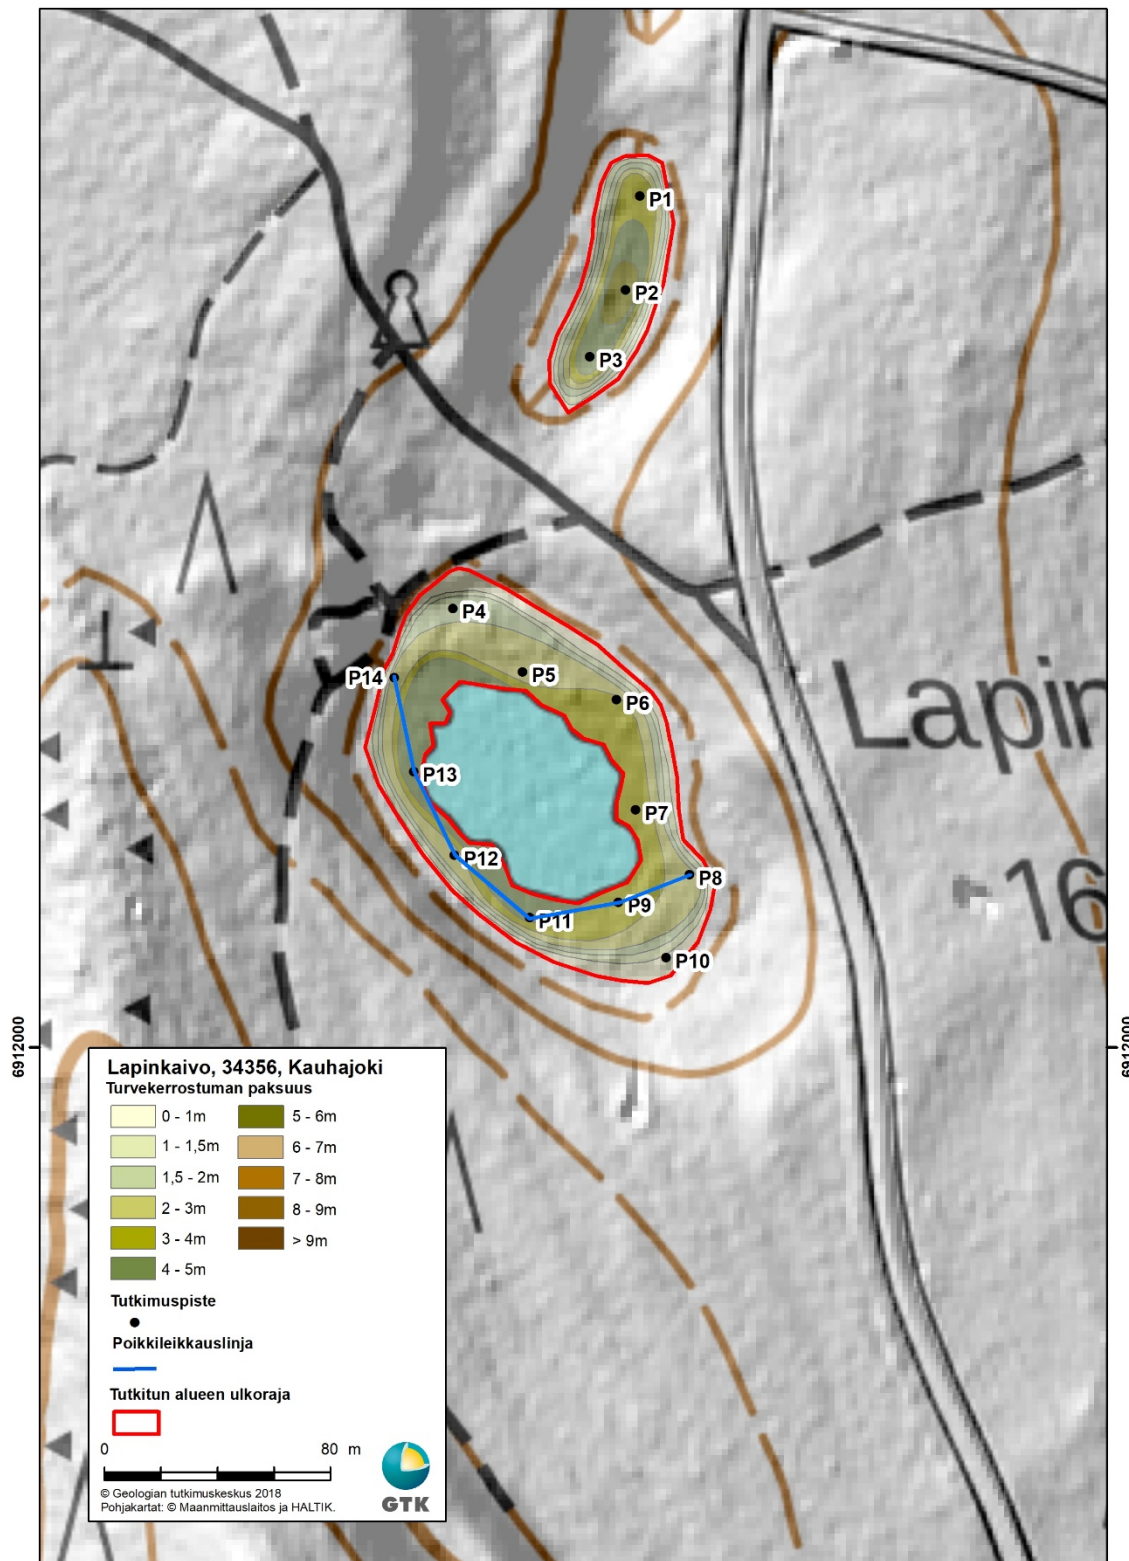 P1
P2
P3
P4
P5
P14
P6
Lapin
P13
P7
P12
P8
16
P9
P11
P10
6912000
6912000
Lapinkaivo, 34356, Kauhajoki
Turvekerrostuman paksuus
0 - 1m
1 - 1,5m
1,5 - 2m
2 - 3m
3 - 4m
4 - 5m
5 - 6m
6 - 7m
7 - 8m
8 - 9m
> 9m
Tutkimuspiste
Poikkileikkauslinja
Tutkitun alueen ulkoraja
0 80 m
© Geologian tutkimuskeskus 2018
Pohjakartat: © Maanmittauslaitos ja HALTIK.
GTK